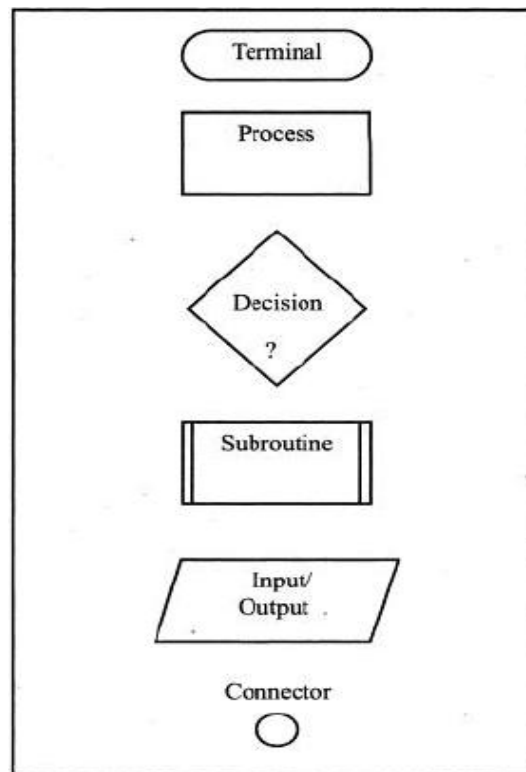 Terminal
Process
Decision
?
Subroutine
Input/
Output
Connector